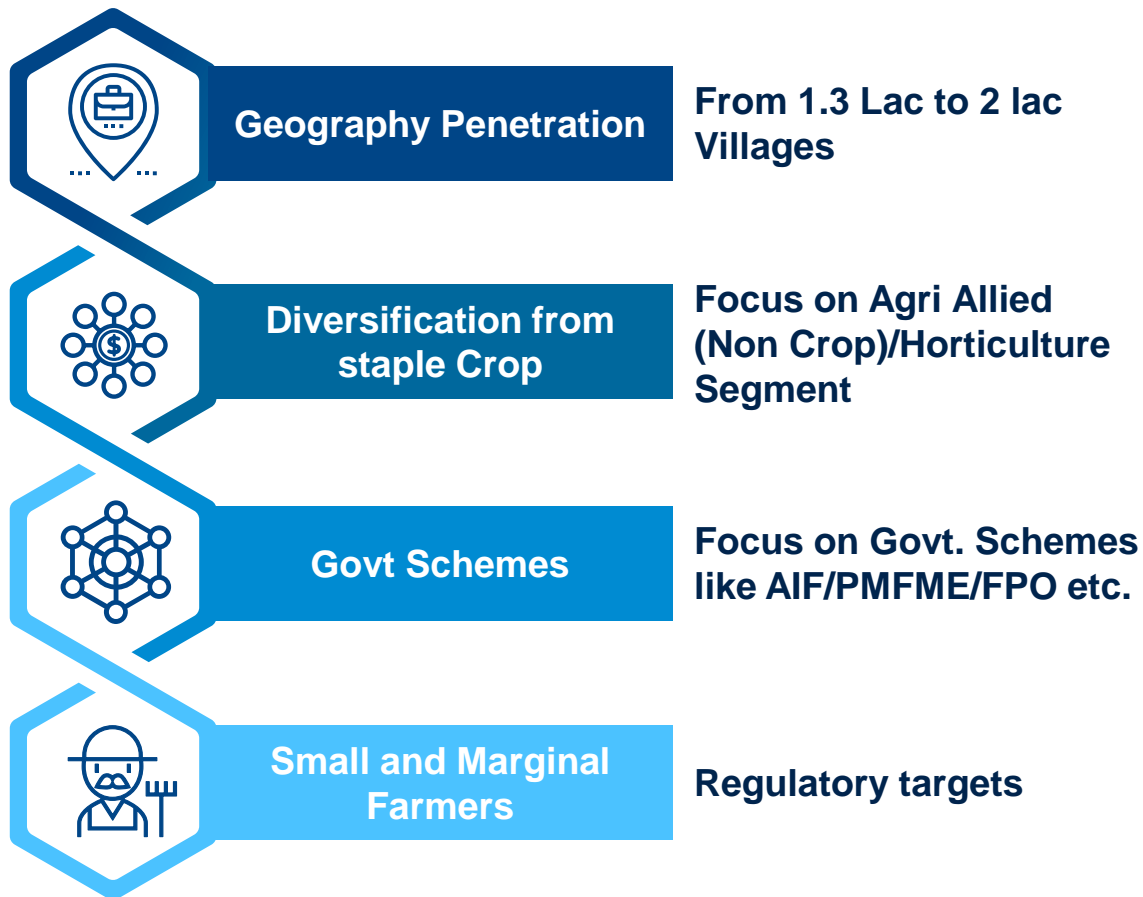 Geography Penetration
From 1.3 Lac to 2 lac
Villages
Diversification from
staple Crop
Focus on Agri Allied
(Non Crop)/Horticulture
Segment
$
Govt Schemes
Focus on Govt. Schemes
like AIF/PMFME/FPO etc.
Small and Marginal
Farmers
Regulatory targets